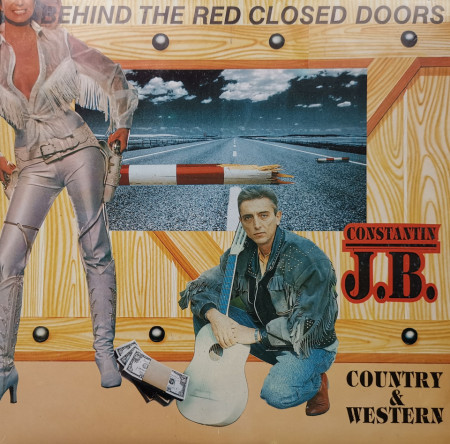 BEHIND THE RED CLOSED DOORS
CONSTANTIN
J.B.
COUNTRY
&
WESTERN